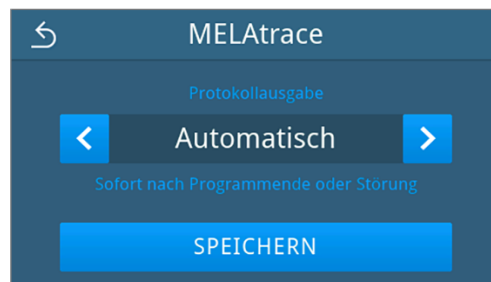 MELAtrace
Protokollausgabe
Automatisch
Sofort nach Programmende oder Störung
SPEICHERN